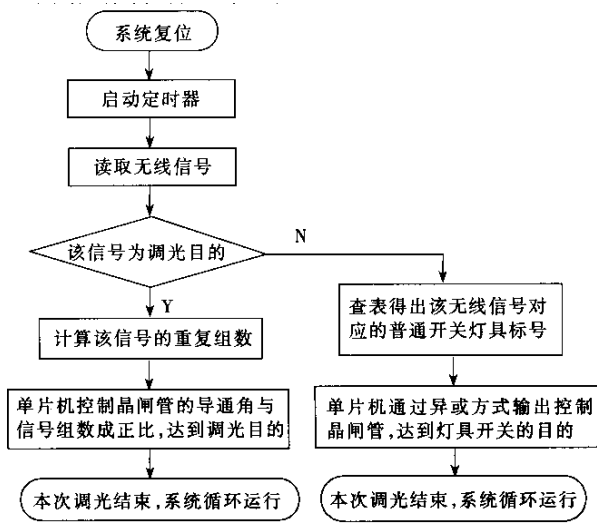 系统复位
启动定时器
读取无线信号
该信号为调光目的
N
Y
计算该信号的重复组数
单片机控制晶闸管的导通角与
信号组数成正比,达到调光目的
本次调光结束,系统循环运行
查表得出该无线信号对
应的普通开关灯具标号
单片机通过异或方式输出控制
晶闸管,达到灯具开关的目的
本次调光结束,系统循环运行